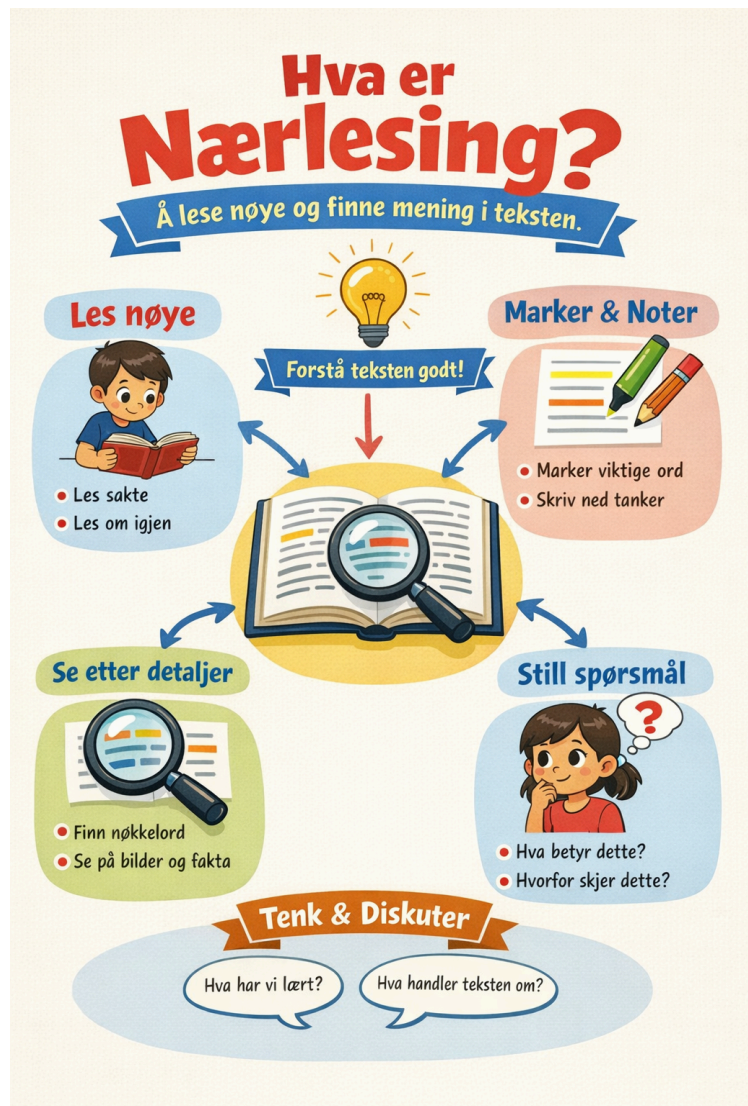 Hva er
Nærlesing?
Å lese nøye og finne mening i teksten.
Les nøye
Les sakte
Les om igjen
Forstå teksten godt!
Marker & Noter
Marker viktige ord
Skriv ned tanker
Se etter detaljer
Finn nøkkelord
Se på bilder og fakta
Still spørsmål
?
Hva betyr dette?
Hvorfor skjer dette?
Tenk & Diskuter
Hva har vi lært?
Hva handler teksten om?